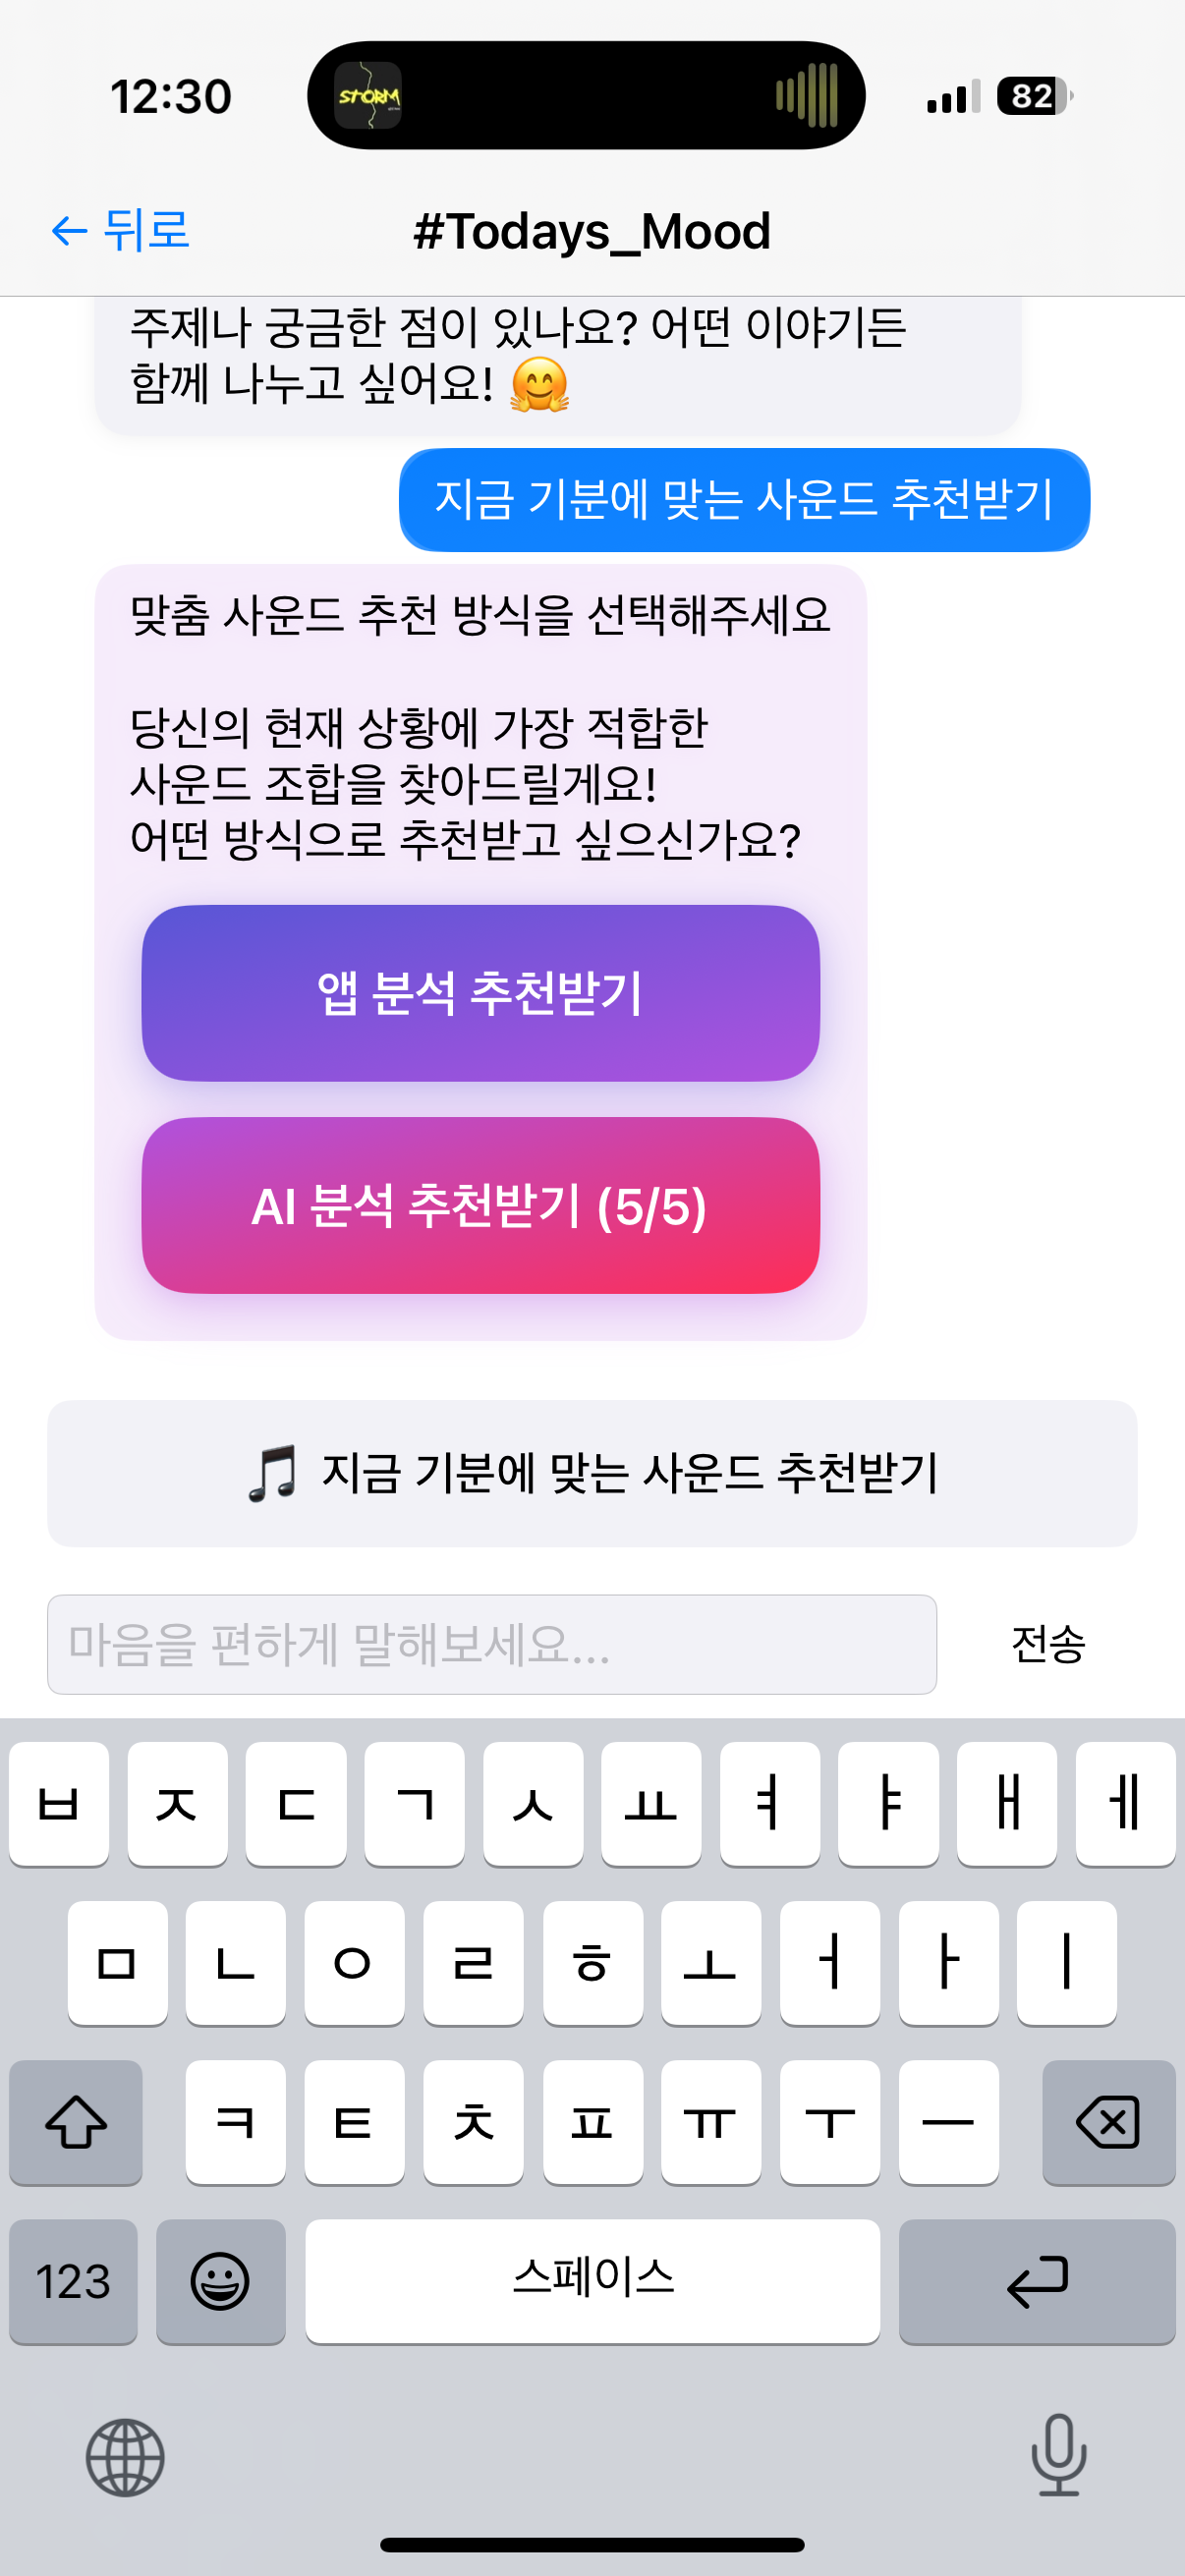 12:30
STORM
82
← 뒤로
#Todays_Mood
주제나 궁금한 점이 있나요? 어떤 이야기든
함께 나누고 싶어요! 🤗
지금 기분에 맞는 사운드 추천받기
맞춤 사운드 추천 방식을 선택해주세요
당신의 현재 상황에 가장 적합한
사운드 조합을 찾아드릴게요!
어떤 방식으로 추천받고 싶으신가요?
앱 분석 추천받기
AI 분석 추천받기 (5/5)
🎵 지금 기분에 맞는 사운드 추천받기
마음을 편하게 말해보세요...
전송
ㅂ ㅈ ㄷ ㄱ ㅅ ㅛ ㅕ ㅑ ㅐ ㅔ
ㅁ ㄴ ㅇ ㄹ ㅎ ㅗ ㅓ ㅏ ㅣ
ㅋ ㅌ ㅊ ㅍ ㅠ ㅜ ㅡ
123 스페이스